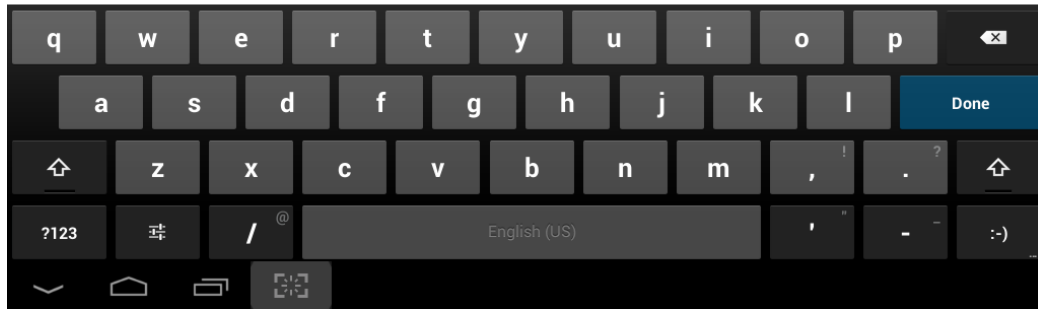 q w e r t y u i o p
a s d f g h j k l Done
z x c v b n m , ! . ?
?123 / @ English (US) ' " - _ :-) ...